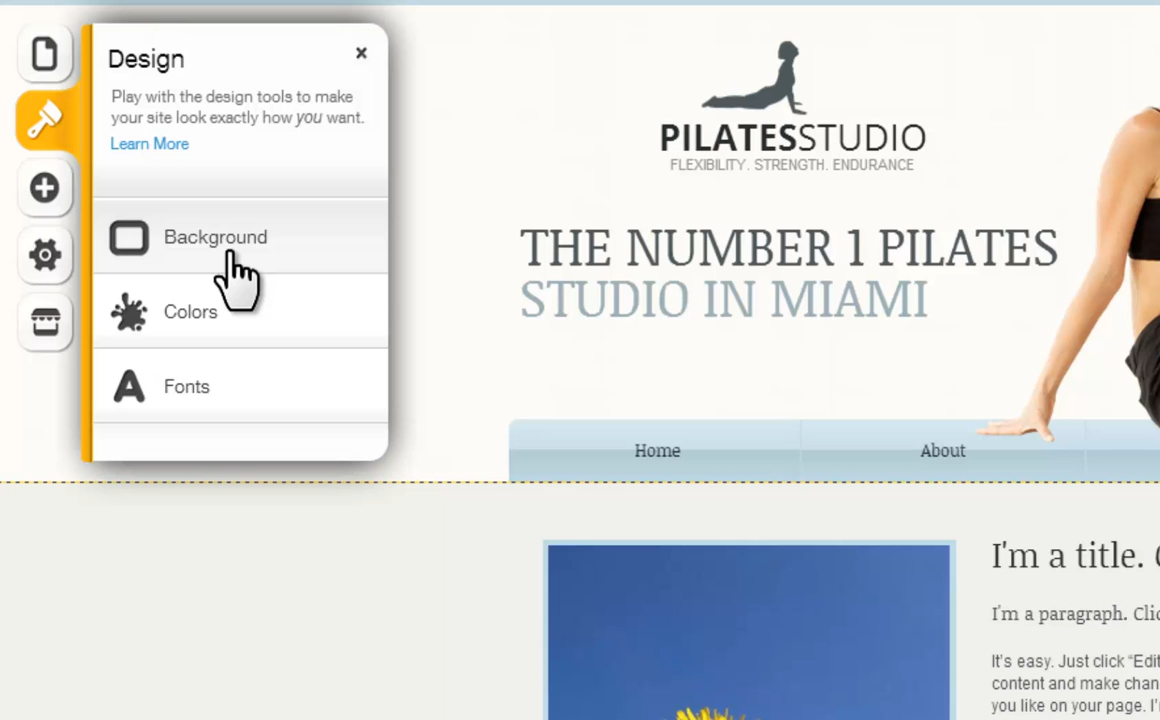 Design
Play with the design tools to make
your site look exactly how you want.
Learn More
Background
Colors
Fonts
PILATESSTUDIO
FLEXIBILITY. STRENGTH. ENDURANCE
THE NUMBER 1 PILATES
STUDIO IN MIAMI
Home
About
I'm a title.
I'm a paragraph.
It's easy. Just click
content and make
you like on your page.